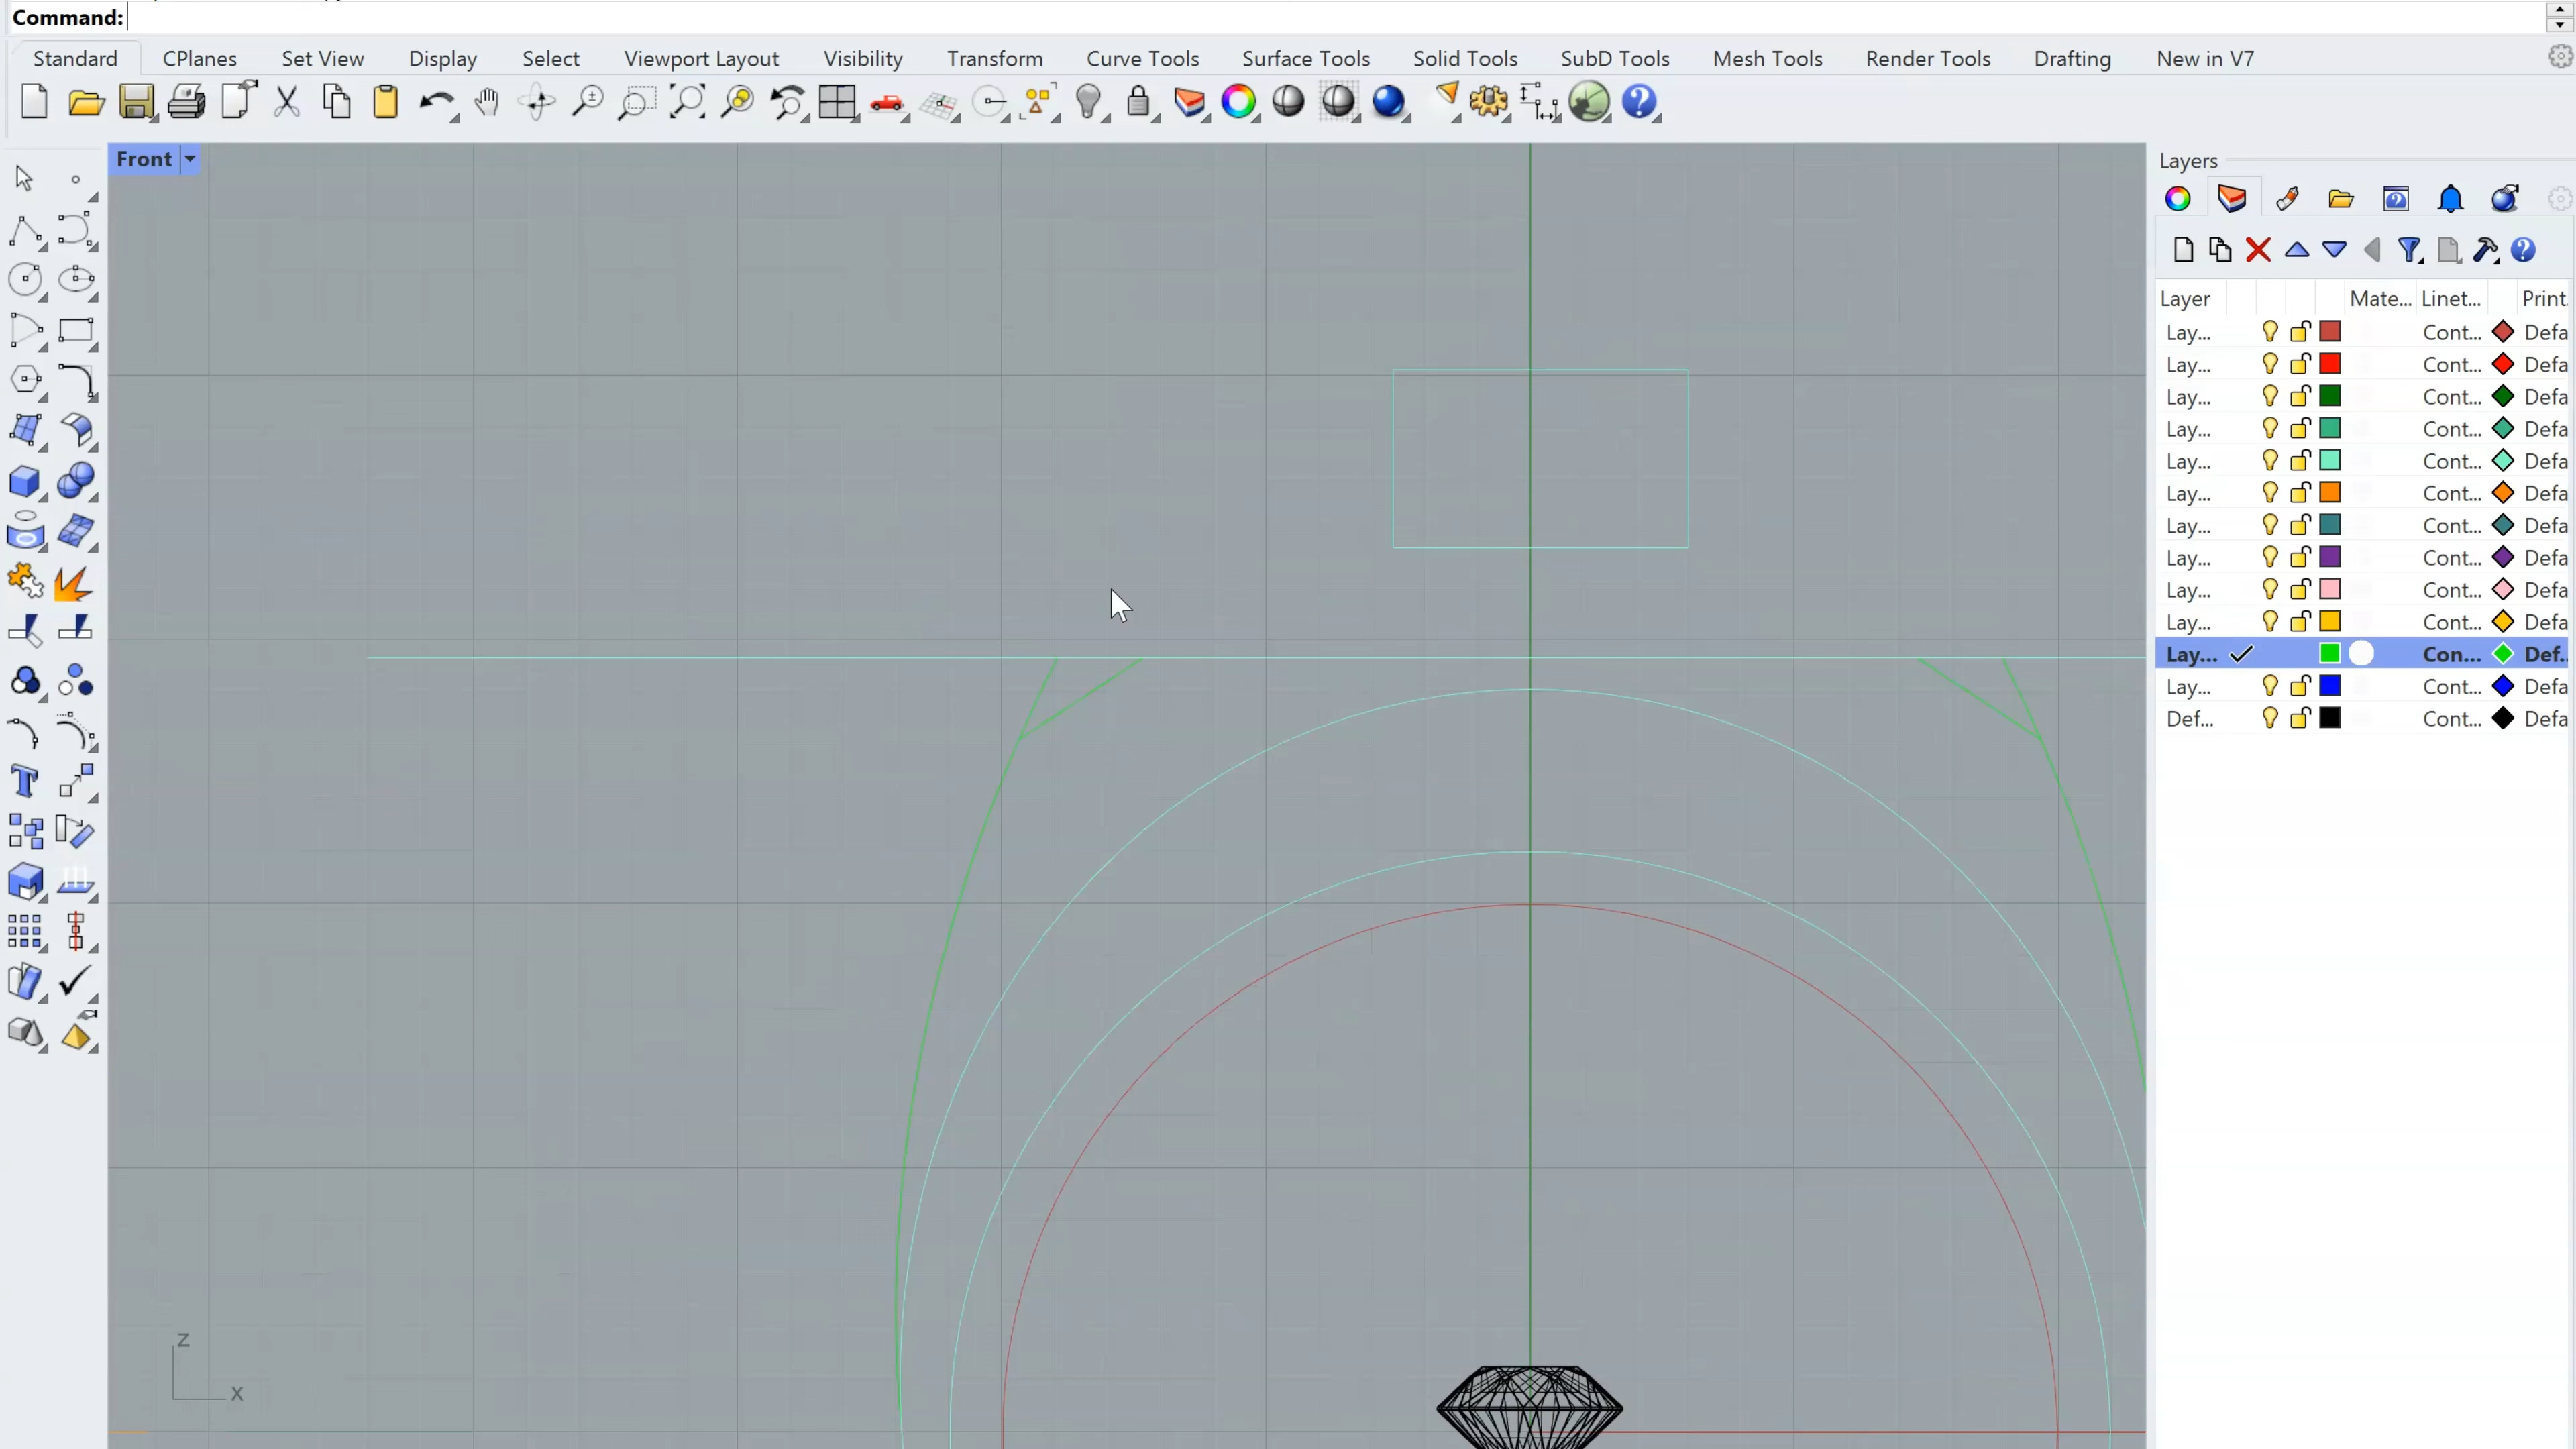 Command:
Standard CPlanes Set View Display Select Viewport Layout Visibility Transform Curve Tools Surface Tools Solid Tools SubD Tools Mesh Tools Render Tools Drafting New in V7
Front
Layers
Layer Mate... Linet... Print
Lay... Cont... Defa
Lay... Cont... Defa
Lay... Cont... Defa
Lay... Cont... Defa
Lay... Cont... Defa
Lay... Cont... Defa
Lay... Cont... Defa
Lay... Cont... Defa
Lay... Cont... Defa
Lay... Cont... Defa
Lay... Con... Def...
Lay... Cont... Defa
Def... Cont... Defa
z
x